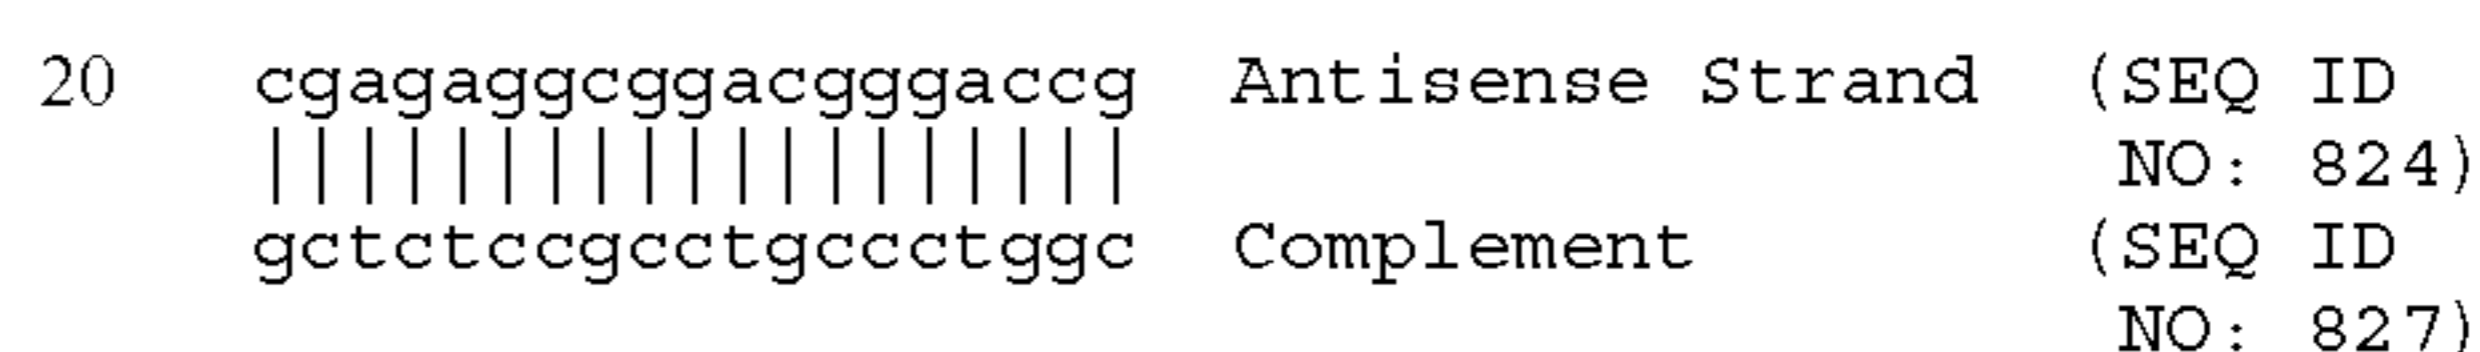 20 cgagaggcggacgggaccg Antisense Strand (SEQ ID
||||||||||||||||||| NO: 824)
gctctccgcctgccctggc Complement (SEQ ID
NO: 827)